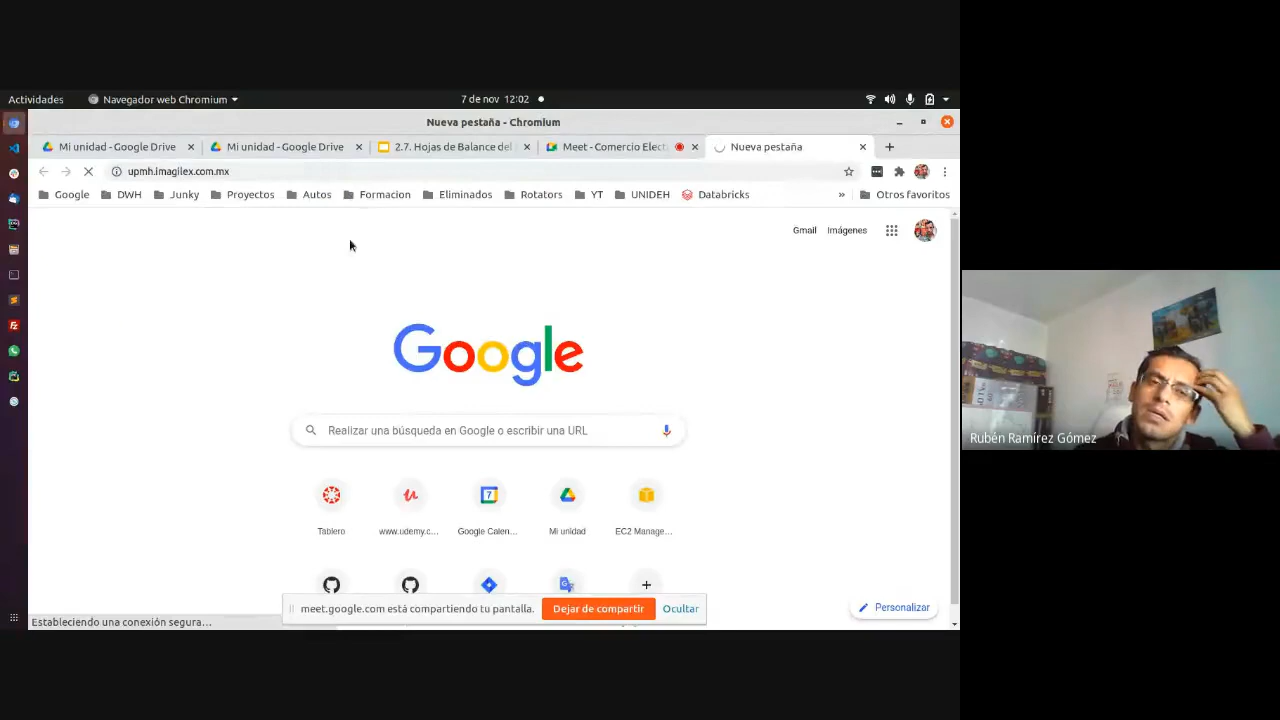 Actividades
Navegador web Chromium
7 de nov 12:02
Nueva pestaña - Chromium
Mi unidad - Google Drive
Mi unidad - Google Drive
2.7. Hojas de Balance del
Meet - Comercio Elect
Nueva pestaña
upmh.imagilex.com.mx
Google
DWH
Junky
Proyectos
Autos
Formacion
Eliminados
Rotators
YT
UNIDEH
Databricks
»
Otros favoritos
Gmail
Imágenes
Google
Realizar una búsqueda en Google o escribir una URL
Tablero
www.udemy.c...
Google Calen...
Mi unidad
EC2 Manage...
meet.google.com está compartiendo tu pantalla.
Dejar de compartir
Ocultar
Personalizar
Estableciendo una conexión segura...
Rubén Ramírez Gómez